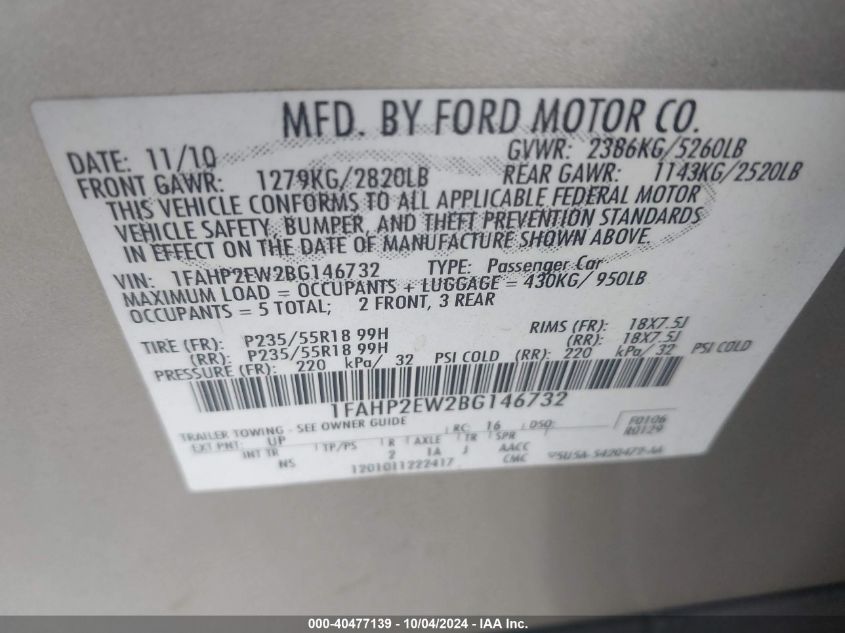 MFD. BY FORD MOTOR CO.
DATE: 11/10 GVWR: 2386KG/5260LB
FRONT GAWR: 1279KG/2820LB REAR GAWR: 1143KG/2520LB
THIS VEHICLE CONFORMS TO ALL APPLICABLE FEDERAL MOTOR
VEHICLE SAFETY, BUMPER, AND THEFT PREVENTION STANDARDS
IN EFFECT ON THE DATE OF MANUFACTURE SHOWN ABOVE.
VIN: 1FAHP2EW2BG146732 TYPE: Passenger Car
MAXIMUM LOAD = OCCUPANTS + LUGGAGE = 430KG/950LB
OCCUPANTS = 5 TOTAL; 2 FRONT, 3 REAR
TIRE (FR): P235/55R18 99H RIMS (FR): 18X7.5J
(RR): P235/55R18 99H (RR): 18X7.5J
PRESSURE (FR): 220 kPa/ 32 PSI COLD (RR): 220 kPa/ 32 PSI COLD
1FAHP2EW2BG146732
TRAILER TOWING - SEE OWNER GUIDE RC: 16 DSO: F0106
R0129
EXT PNT: UP TP/PS R AXLE TR SPR
INT TR 2 1A J AACC
NS 1201011222417 CMC
000-40477139 - 10/04/2024 - IAA Inc.